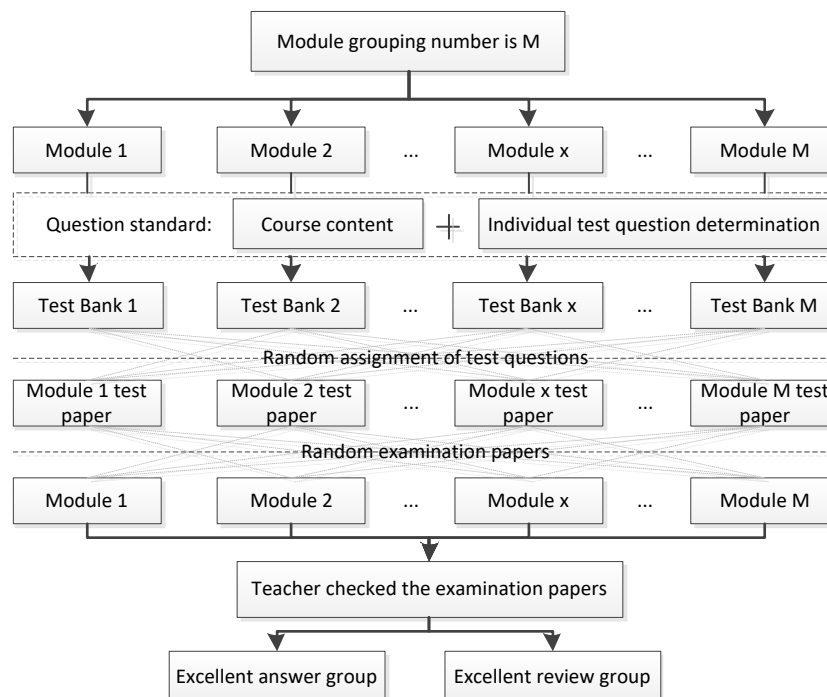 Module grouping number is M
Module 1 Module 2 ... Module x ... Module M
Question standard: Course content + Individual test question determination
Test Bank 1 Test Bank 2 ... Test Bank x ... Test Bank M
Random assignment of test questions
Module 1 test paper Module 2 test paper ... Module x test paper ... Module M test paper
Random examination papers
Module 1 Module 2 ... Module x ... Module M
Teacher checked the examination papers
Excellent answer group Excellent review group